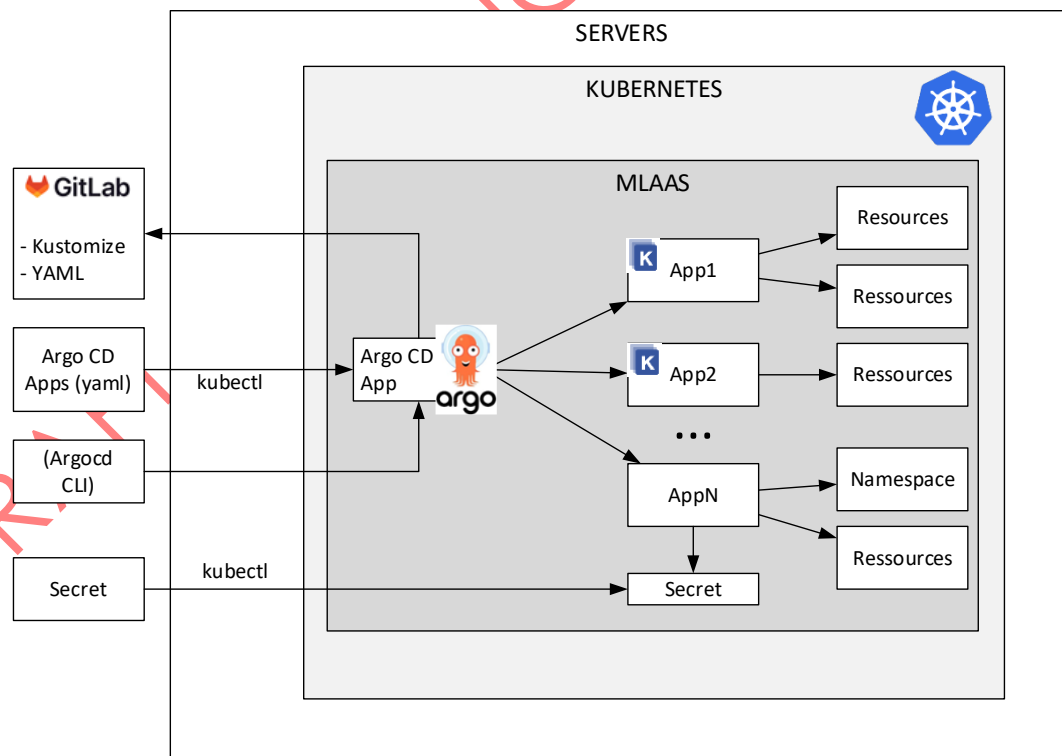 SERVERS
KUBERNETES
MLAAS
GitLab
- Kustomize
- YAML
Argo CD
Apps (yaml)
kubectl
(Argocd
CLI)
Secret
kubectl
Argo CD
App
argo
K
App1
K
App2
...
AppN
Secret
Resources
Ressources
Ressources
Namespace
Ressources